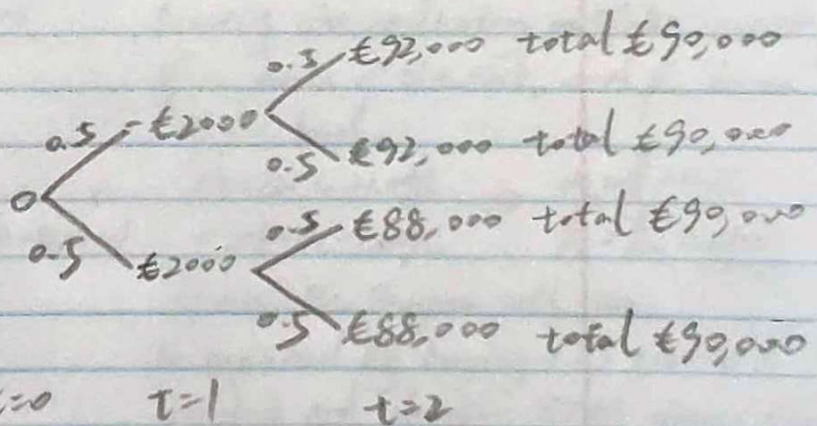 0.5 €92,000 total €90,000
0.5 -€2000
0.5 €92,000 total €90,000
0
0.5 €88,000 total €90,000
0.5 €2000
0.5 €88,000 total €90,000
t=0 t=1 t=2